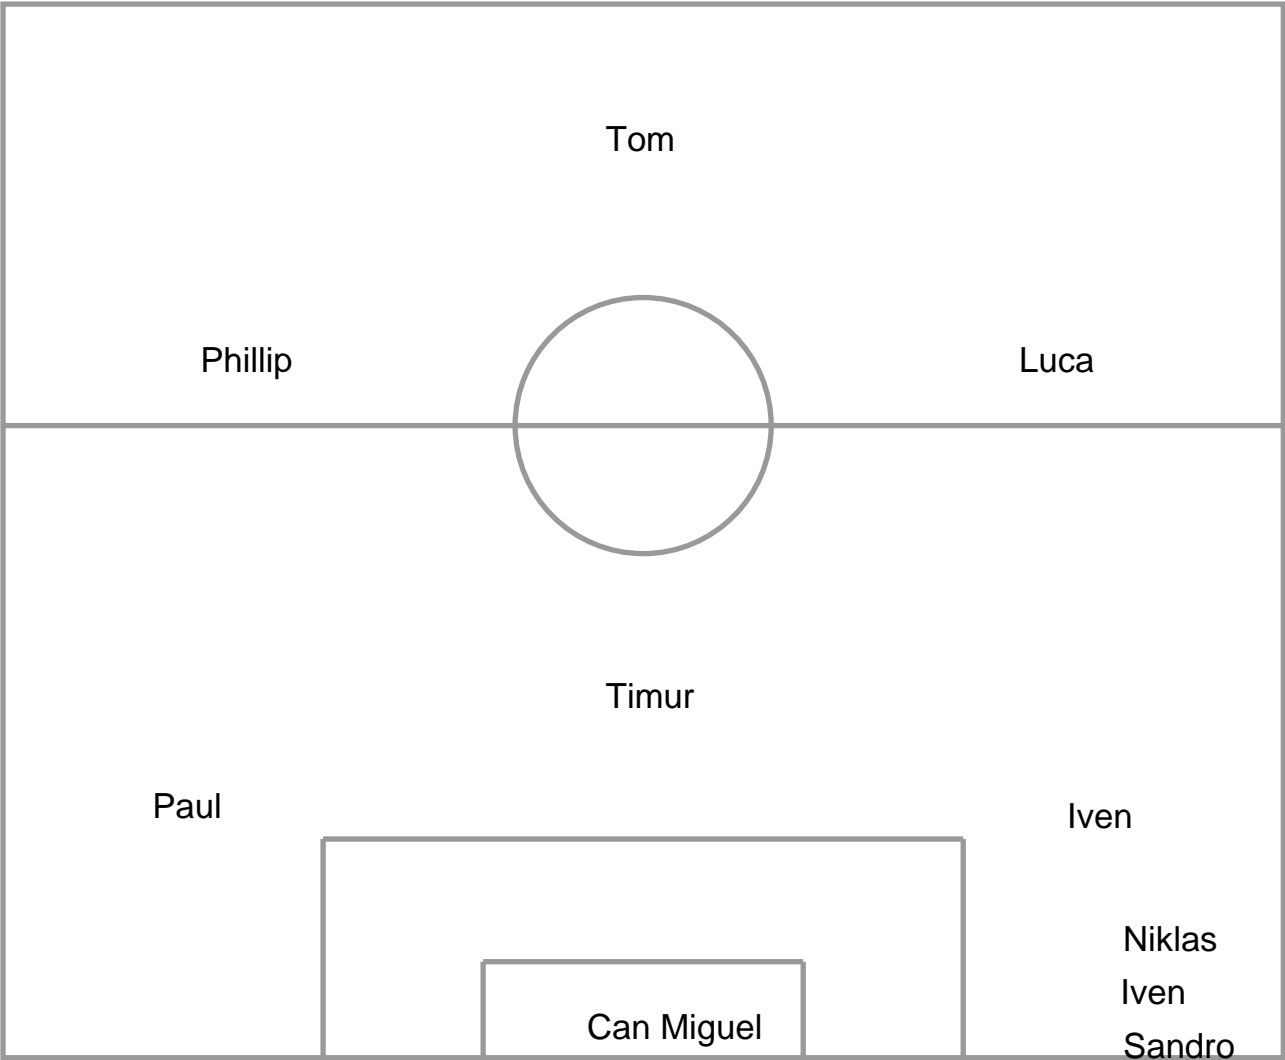 Tom
Phillip
Luca
Timur
Paul
Iven
Niklas
Iven
Can Miguel
Sandro